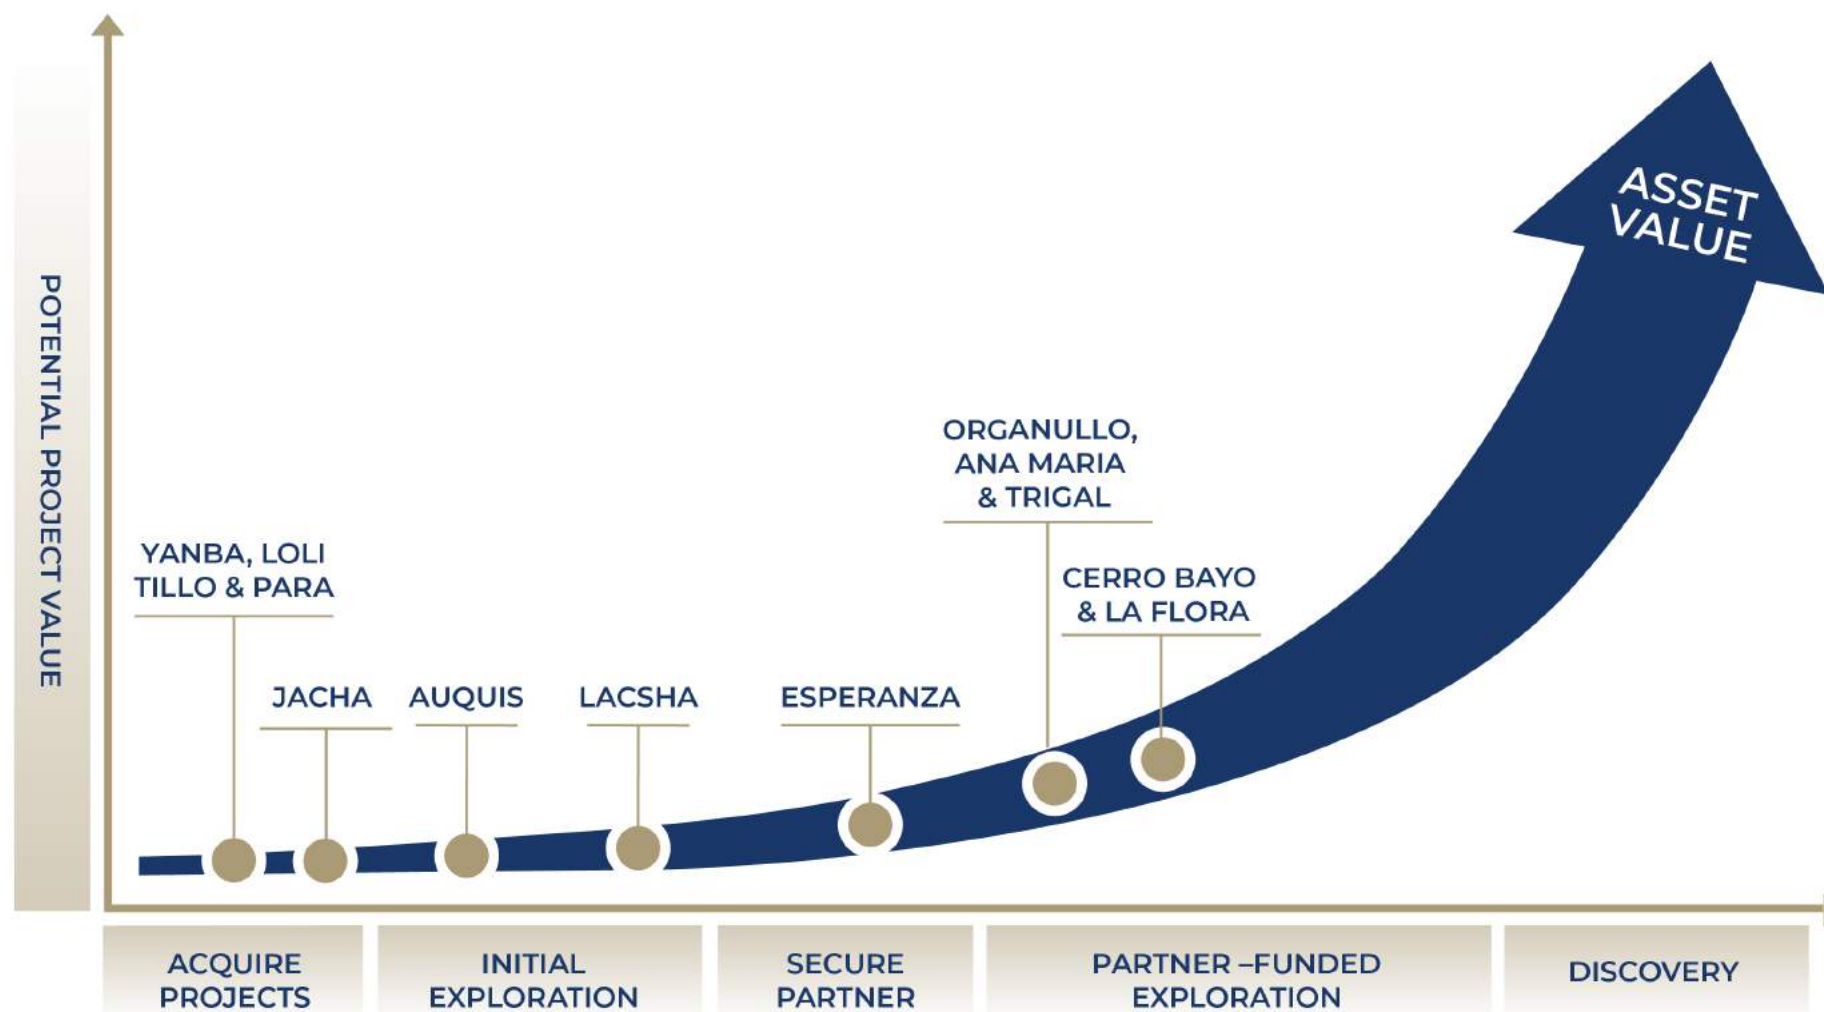 POTENTIAL PROJECT VALUE
ASSET
VALUE
ORGANULLO,
ANA MARIA
& TRIGAL
YANBA, LOLI
TILLO & PARA
CERRO BAYO
& LA FLORA
JACHA
AUQUIS
LACSHA
ESPERANZA
ACQUIRE
PROJECTS
INITIAL
EXPLORATION
SECURE
PARTNER
PARTNER –FUNDED
EXPLORATION
DISCOVERY